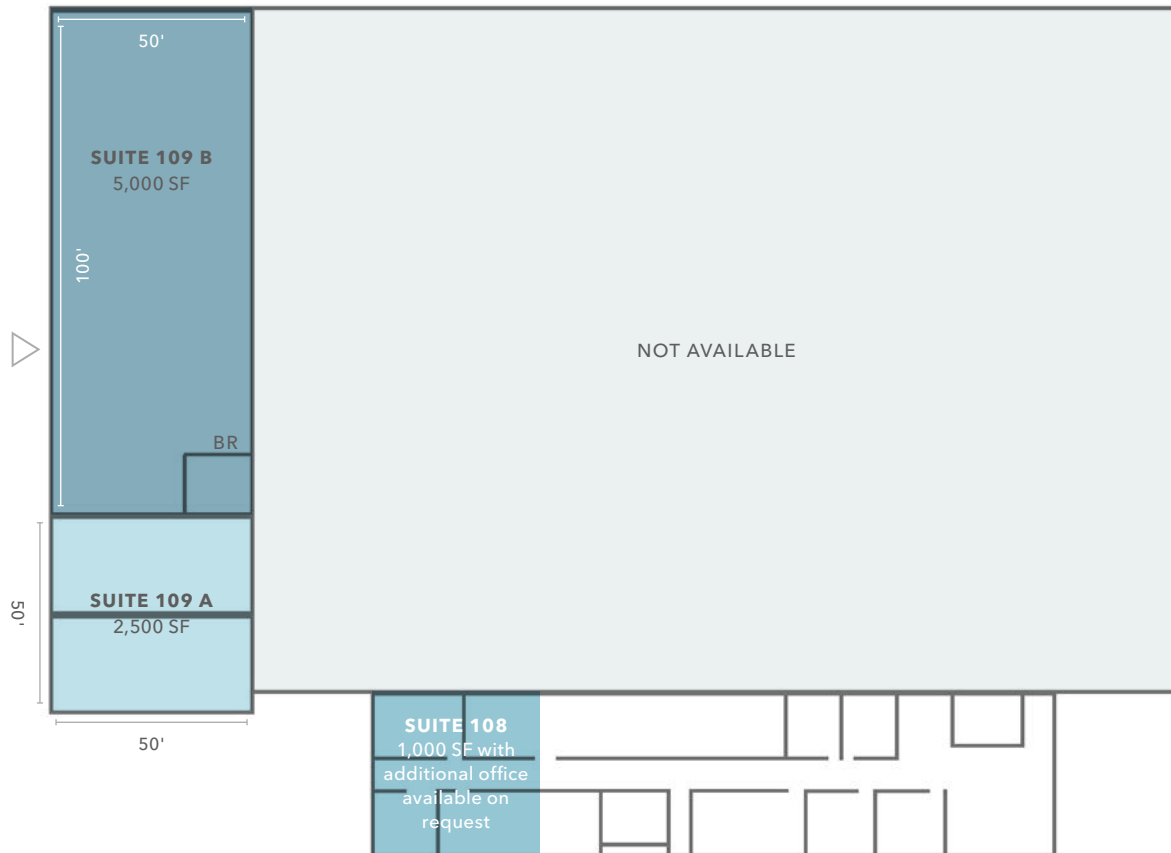 50'
SUITE 109 B
5,000 SF
100'
NOT AVAILABLE
BR
50'
SUITE 109 A
2,500 SF
50'
SUITE 108
1,000 SF with
additional office
available on
request